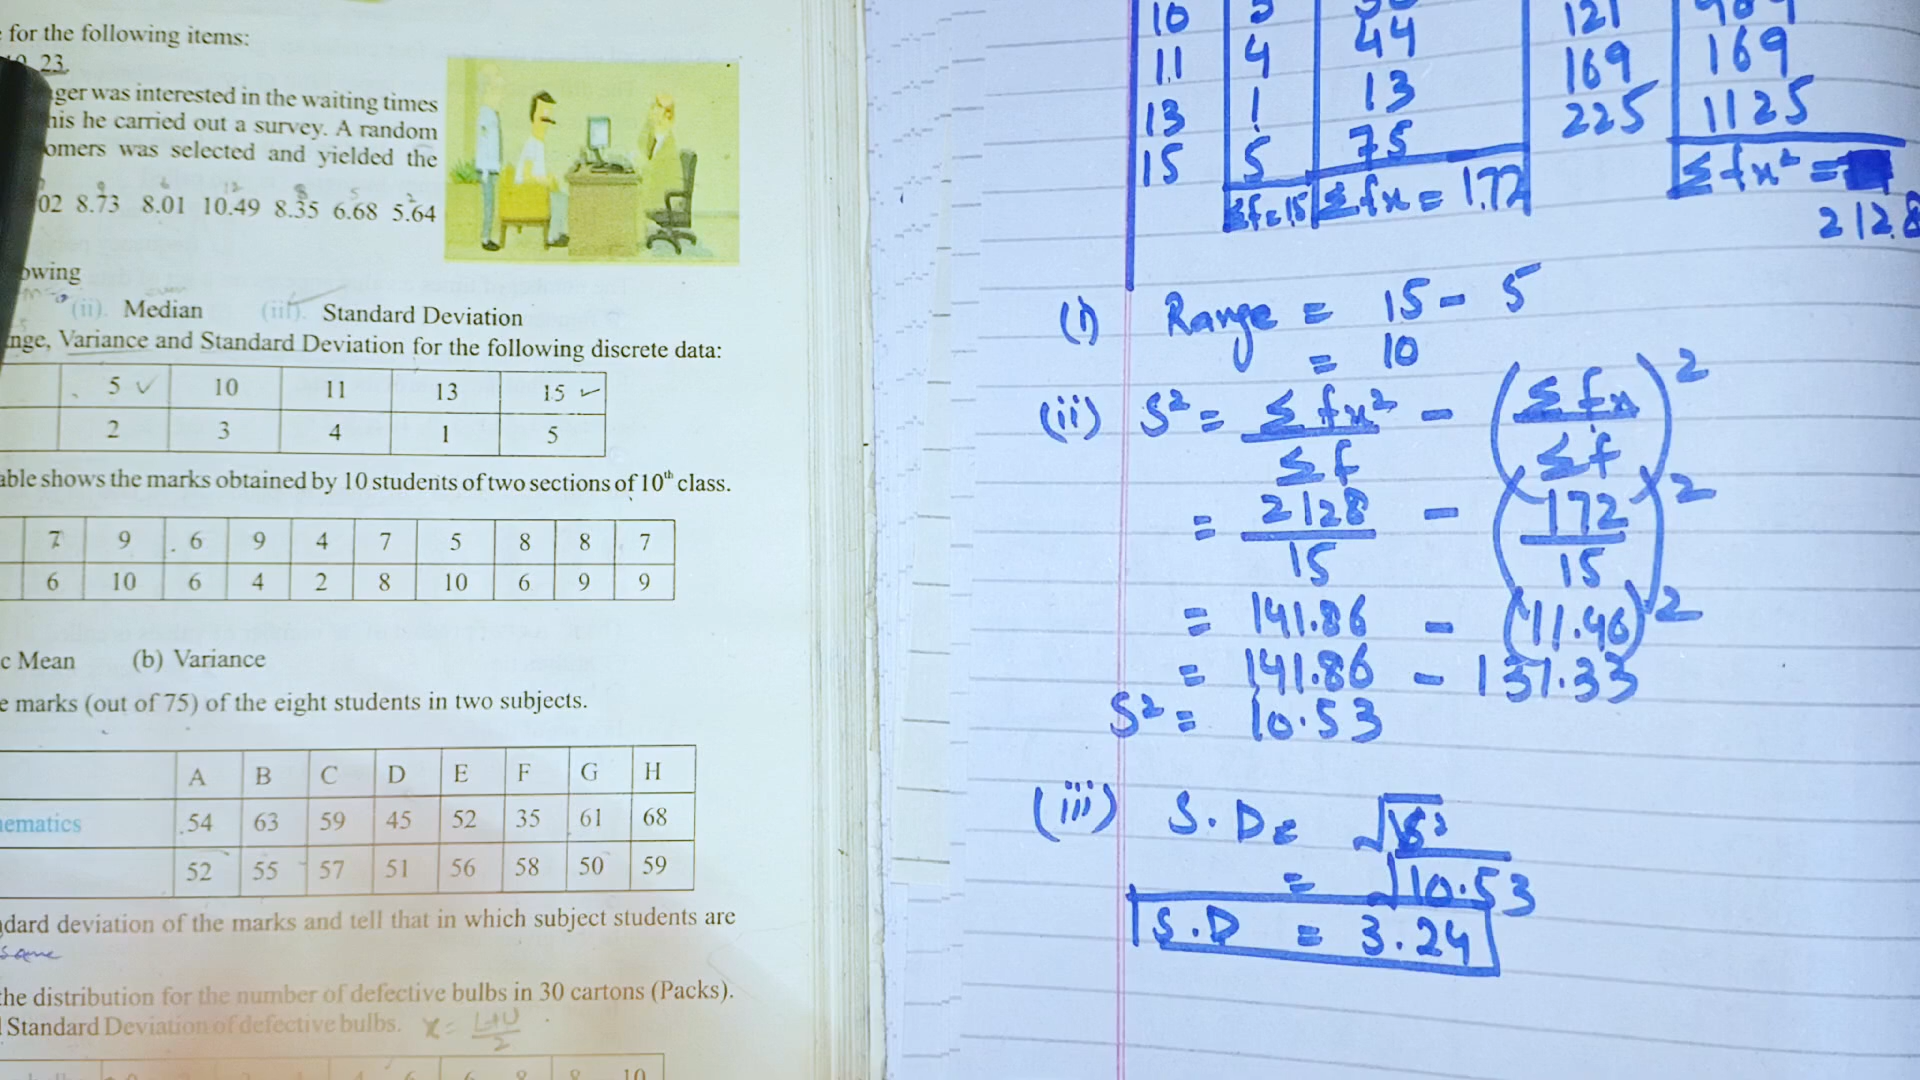 for the following items:
23.
ger was interested in the waiting times
his he carried out a survey. A random
omers was selected and yielded the
02 8.73 8.01 10.49 8.35 6.68 5.64
owing
(ii). Median (iii). Standard Deviation
nge, Variance and Standard Deviation for the following discrete data:
5 10 11 13 15
2 3 4 1 5
able shows the marks obtained by 10 students of two sections of 10th class.
7 9 6 9 4 7 5 8 8 7
6 10 6 4 2 8 10 6 9 9
c Mean (b) Variance
e marks (out of 75) of the eight students in two subjects.
A B C D E F G H
ematics 54 63 59 45 52 35 61 68
52 55 57 51 56 58 50 59
dard deviation of the marks and tell that in which subject students are
same
the distribution for the number of defective bulbs in 30 cartons (Packs).
Standard Deviation of defective bulbs. x = L+U
2
10
10 121
11 4 44 169 169
13 1 13 225 1125
15 5 75
Σf = 15 Σfx = 172 Σfx² =
2128
(i) Range = 15 - 5
= 10
(ii) S² = Σfx² - (Σfx)²
Σf Σf
= 2128 - (172)²
15 15
= 141.86 - (11.46)²
= 141.86 - 131.33
S² = 10.53
(iii) S.D = √S²
= √10.53
S.D = 3.24